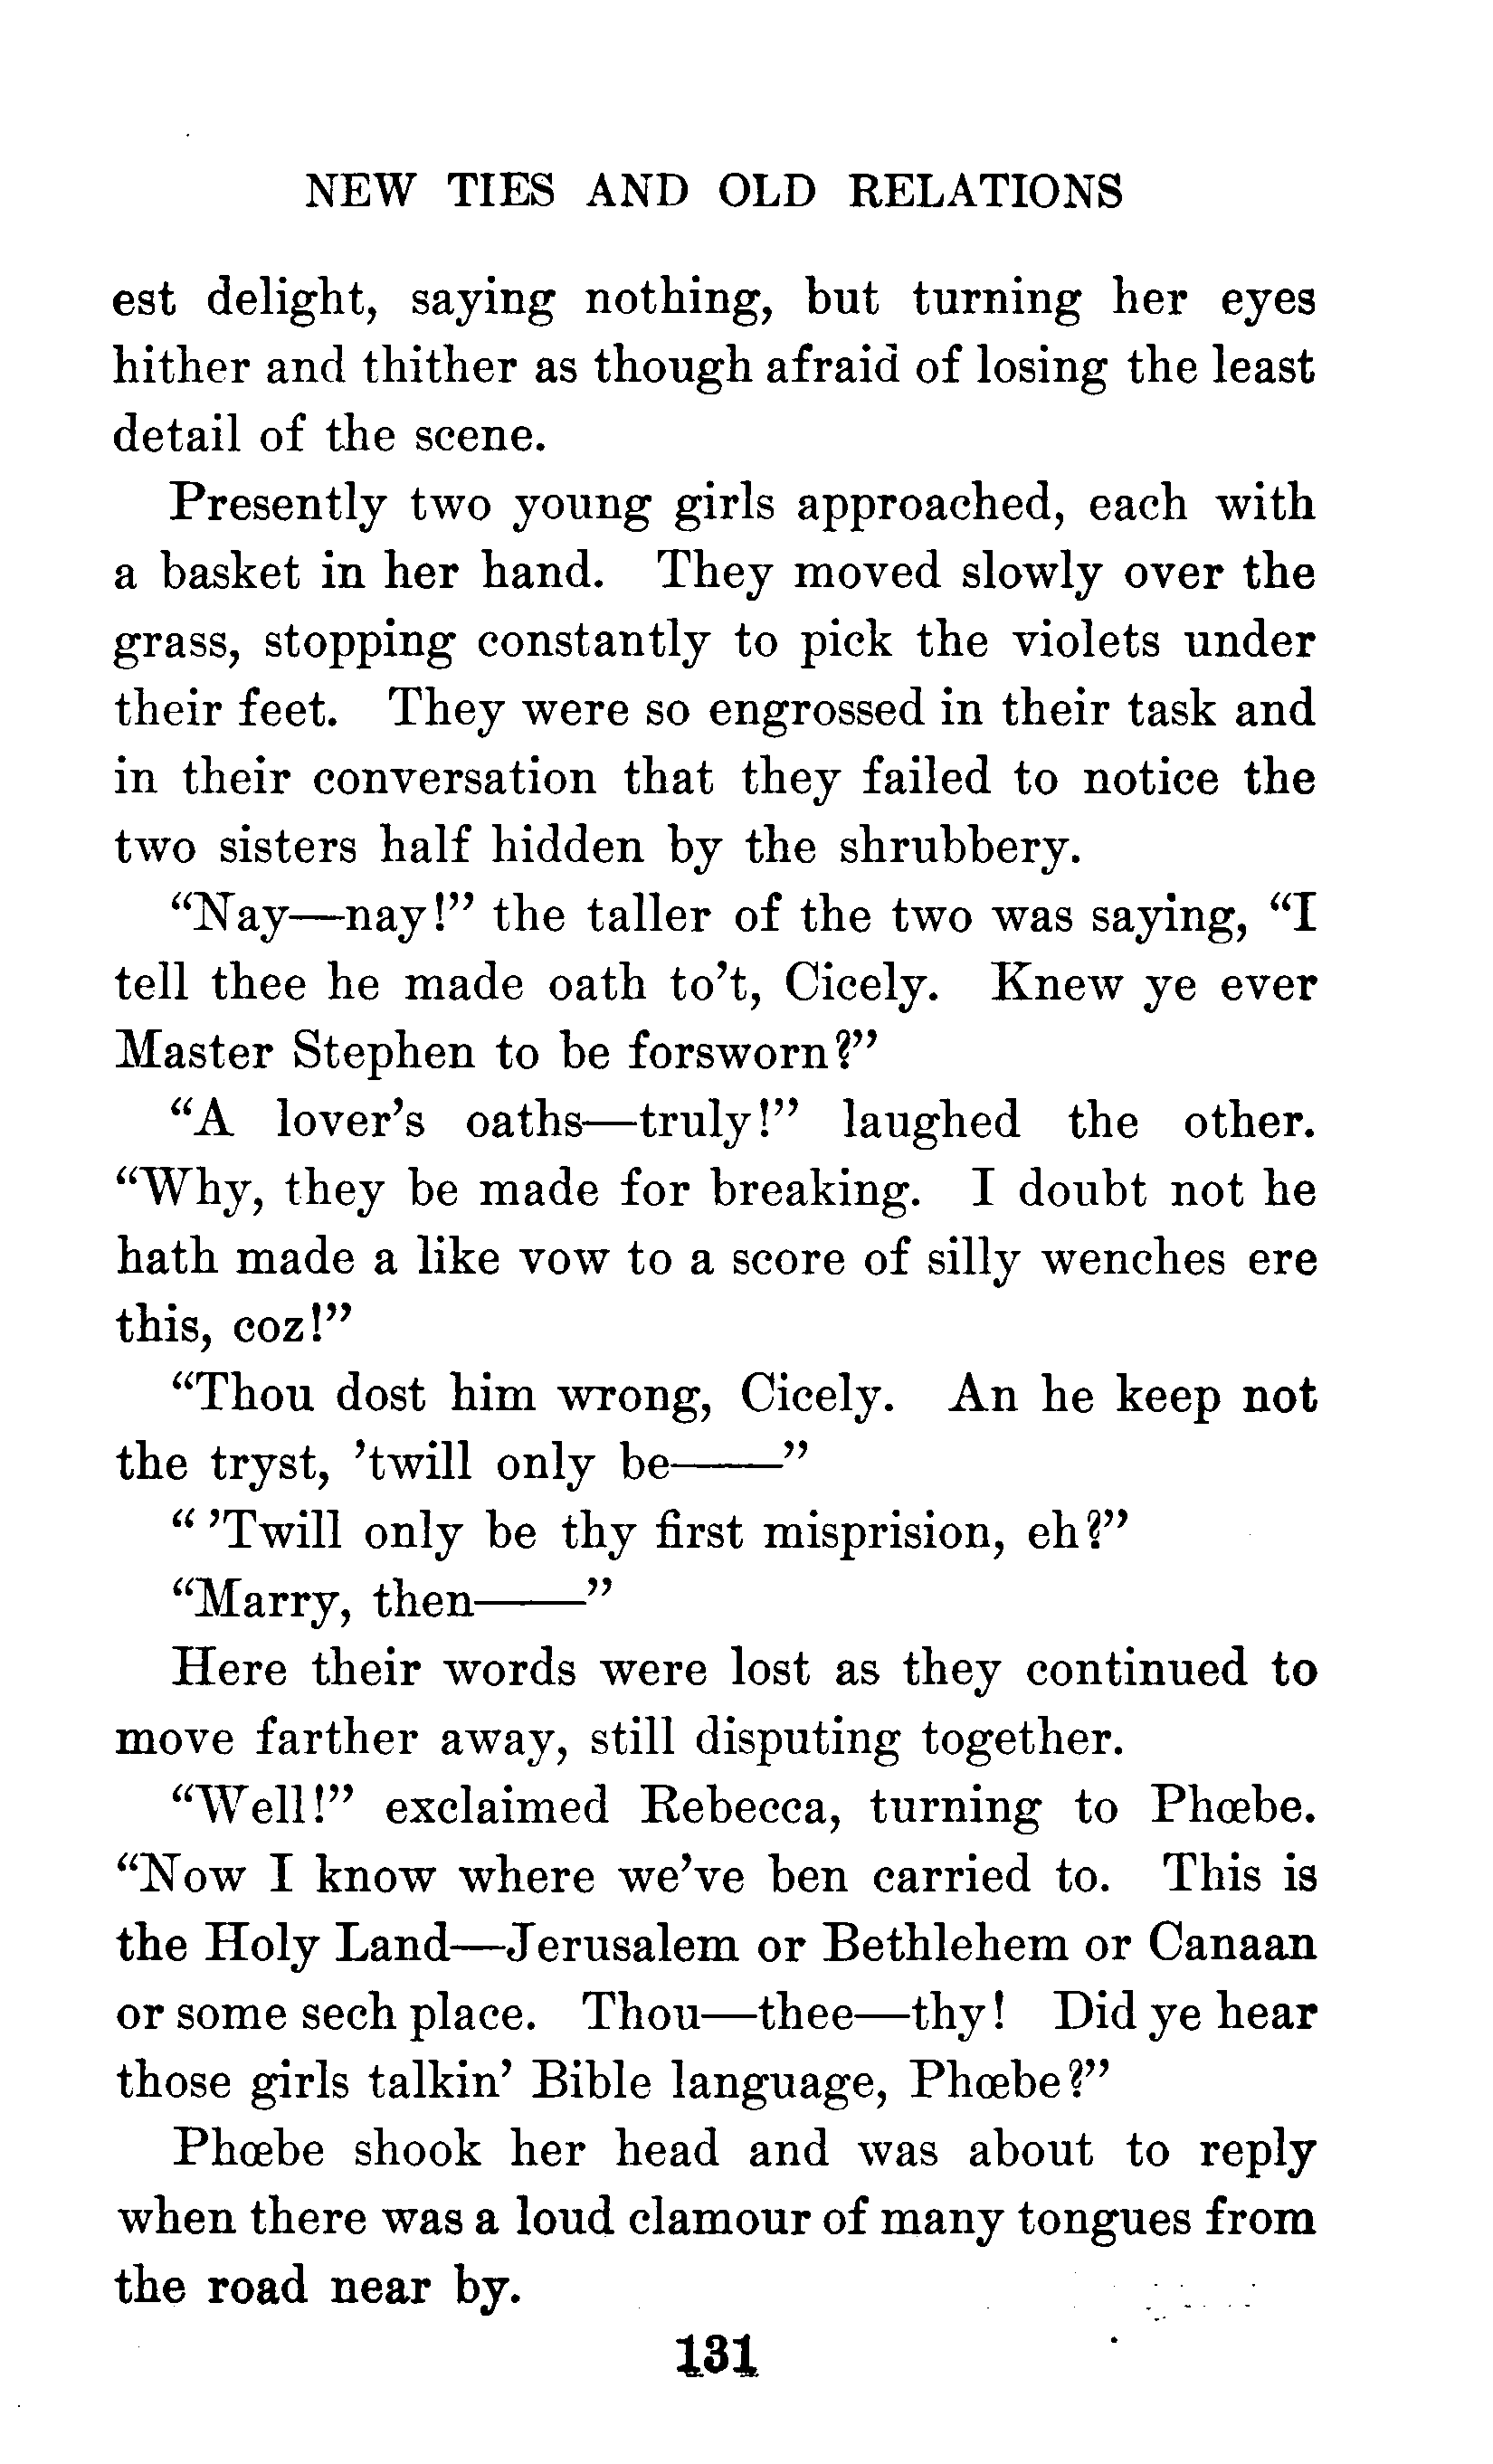 NEW TIES AND OLD RELATIONS
est delight, saying nothing, but turning her eyes
hither and thither as though afraid of losing the least
detail of the scene.
Presently two young girls approached, each with
a basket in her hand. They moved slowly over the
grass, stopping constantly to pick the violets under
their feet. They were so engrossed in their task and
in their conversation that they failed to notice the
two sisters half hidden by the shrubbery.
“Nay—nay!” the taller of the two was saying, “I
tell thee he made oath to’t, Cicely. Knew ye ever
Master Stephen to be forsworn?”
“A lover’s oaths—truly!” laughed the other.
“Why, they be made for breaking. I doubt not he
hath made a like vow to a score of silly wenches ere
this, coz!”
“Thou dost him wrong, Cicely. An he keep not
the tryst, ’twill only be——”
“ ’Twill only be thy first misprision, eh?”
“Marry, then——”
Here their words were lost as they continued to
move farther away, still disputing together.
“Well!” exclaimed Rebecca, turning to Phœbe.
“Now I know where we’ve ben carried to. This is
the Holy Land—Jerusalem or Bethlehem or Canaan
or some sech place. Thou—thee—thy! Did ye hear
those girls talkin’ Bible language, Phœbe?”
Phœbe shook her head and was about to reply
when there was a loud clamour of many tongues from
the road near by.
131